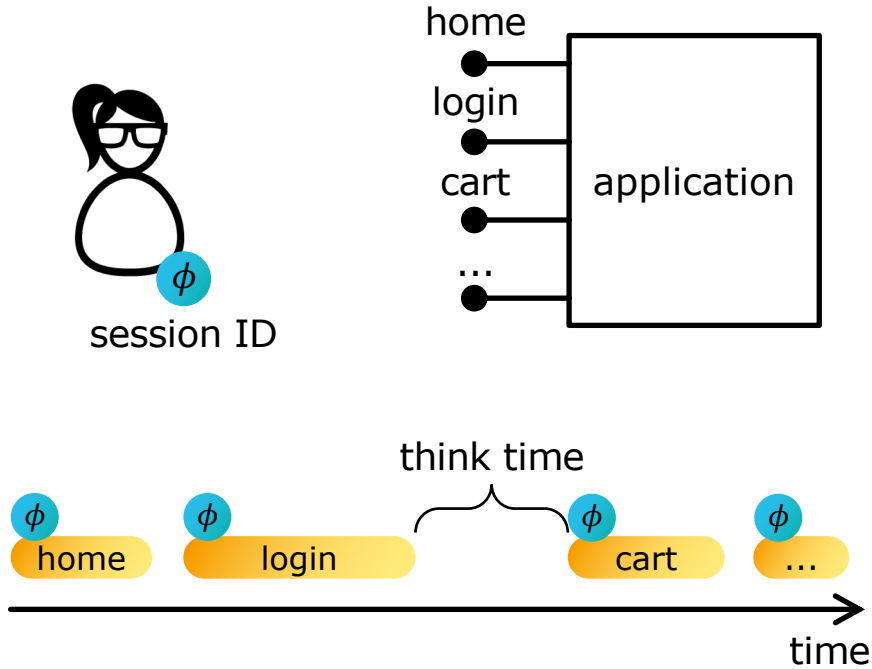 home
login
cart
...
application
ϕ
session ID
think time
ϕ ϕ ϕ ϕ
home login cart ...
time